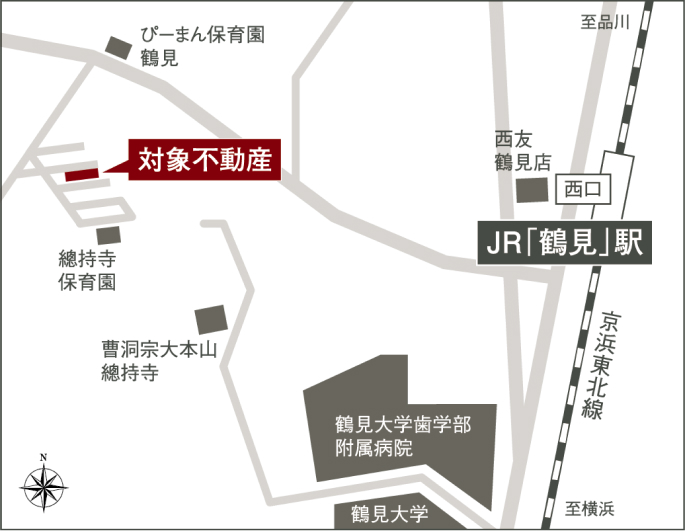 至品川
ぴーまん保育園
鶴見
西友
鶴見店
対象不動産
西口
JR「鶴見」駅
總持寺
保育園
京浜東北線
曹洞宗大本山
總持寺
鶴見大学歯学部
附属病院
N
鶴見大学
至横浜